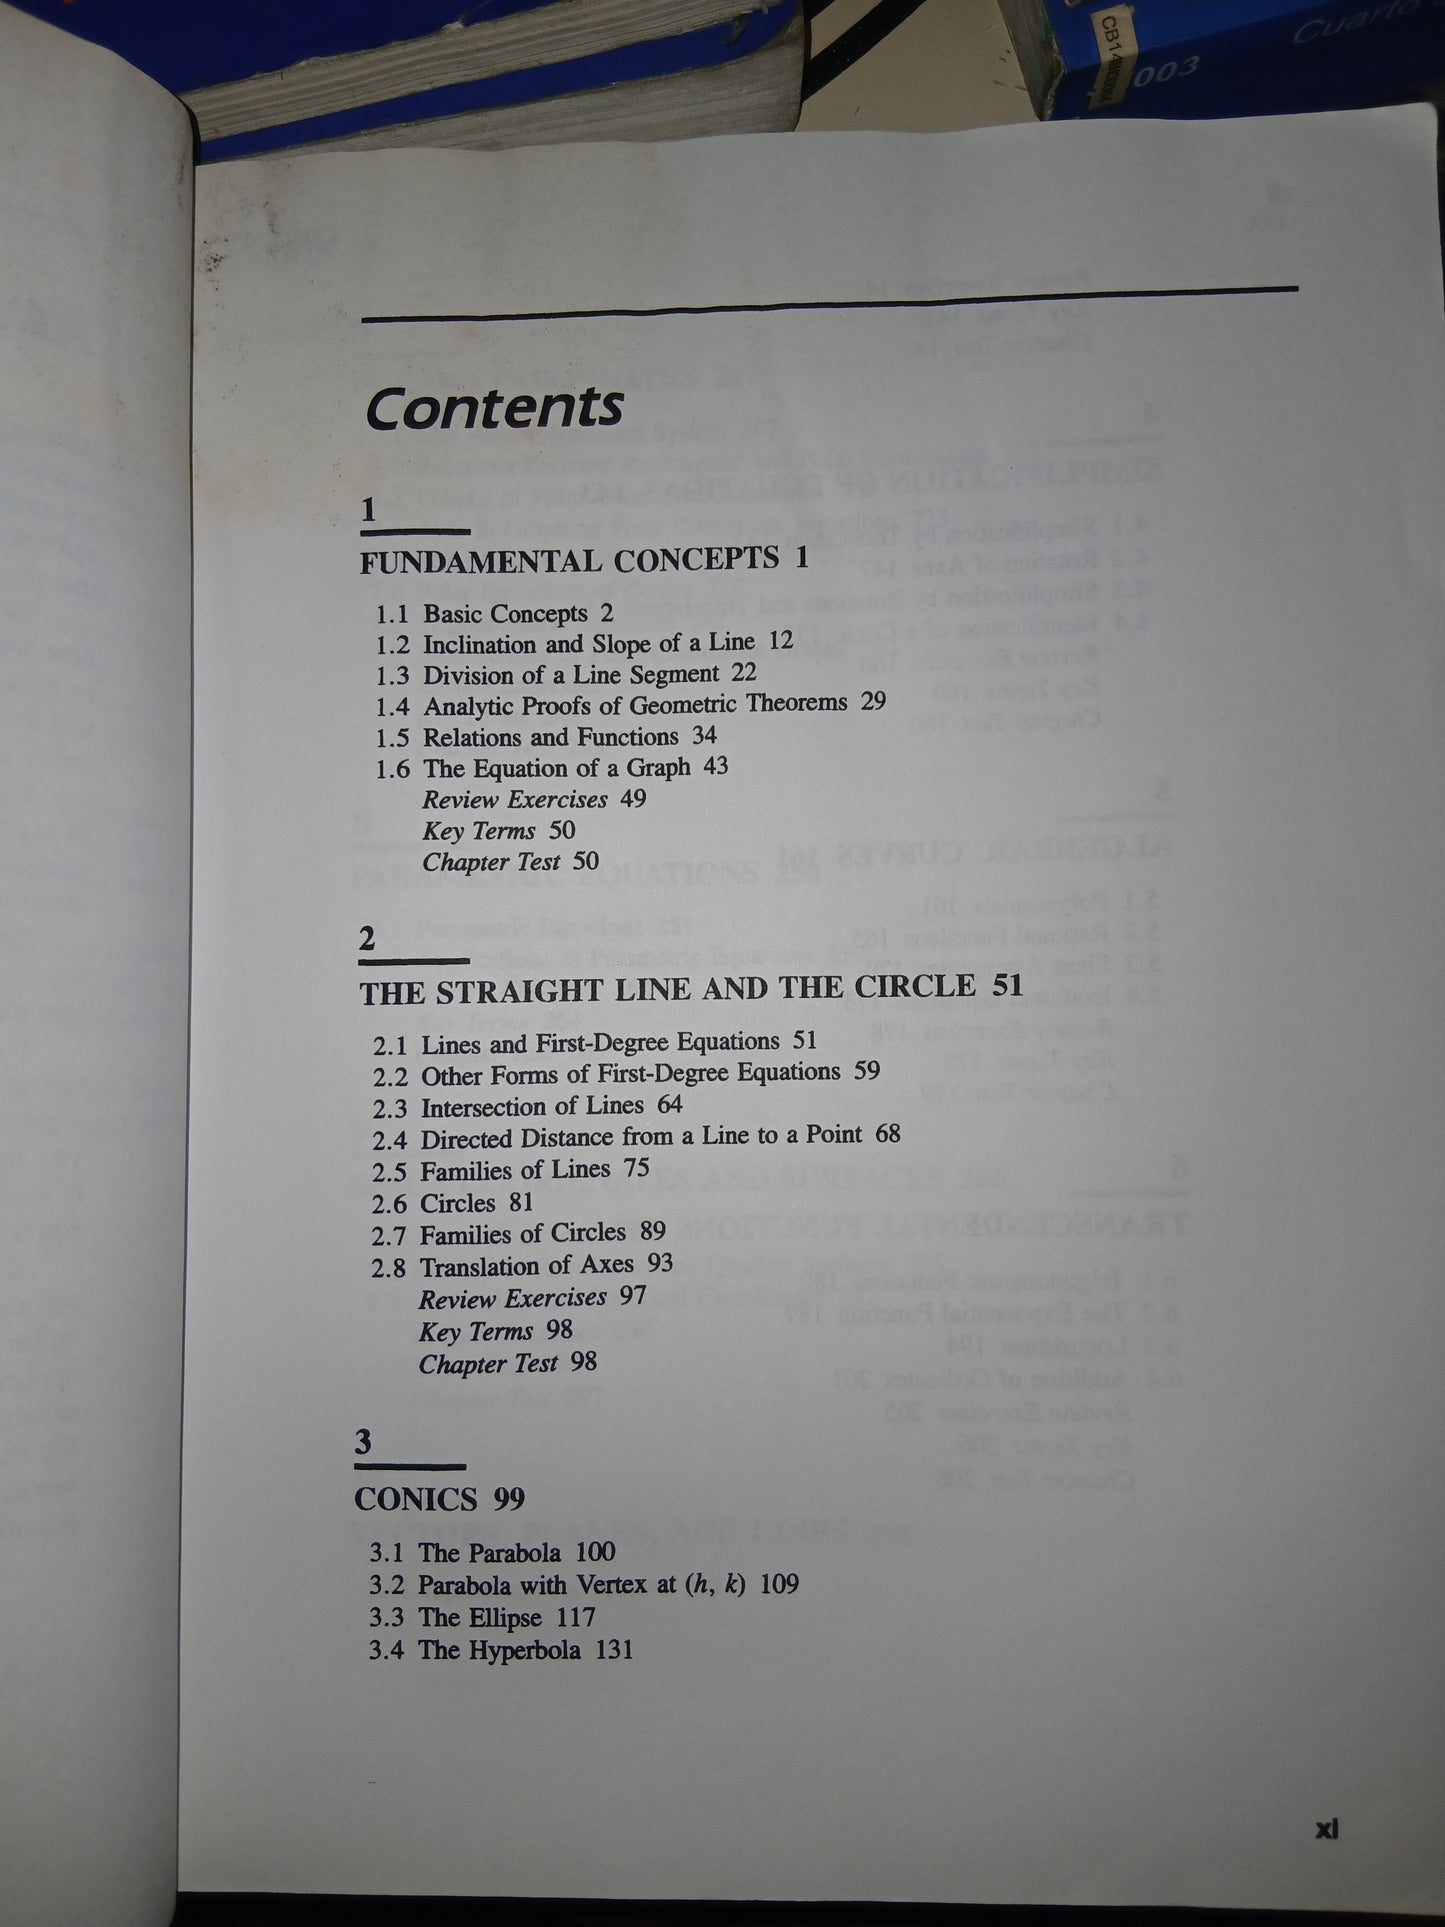 CB1400004
003
Cuarto
Contents
1
FUNDAMENTAL CONCEPTS 1
1.1 Basic Concepts 2
1.2 Inclination and Slope of a Line 12
1.3 Division of a Line Segment 22
1.4 Analytic Proofs of Geometric Theorems 29
1.5 Relations and Functions 34
1.6 The Equation of a Graph 43
Review Exercises 49
Key Terms 50
Chapter Test 50
2
THE STRAIGHT LINE AND THE CIRCLE 51
2.1 Lines and First-Degree Equations 51
2.2 Other Forms of First-Degree Equations 59
2.3 Intersection of Lines 64
2.4 Directed Distance from a Line to a Point 68
2.5 Families of Lines 75
2.6 Circles 81
2.7 Families of Circles 89
2.8 Translation of Axes 93
Review Exercises 97
Key Terms 98
Chapter Test 98
3
CONICS 99
3.1 The Parabola 100
3.2 Parabola with Vertex at (h, k) 109
3.3 The Ellipse 117
3.4 The Hyperbola 131
xi